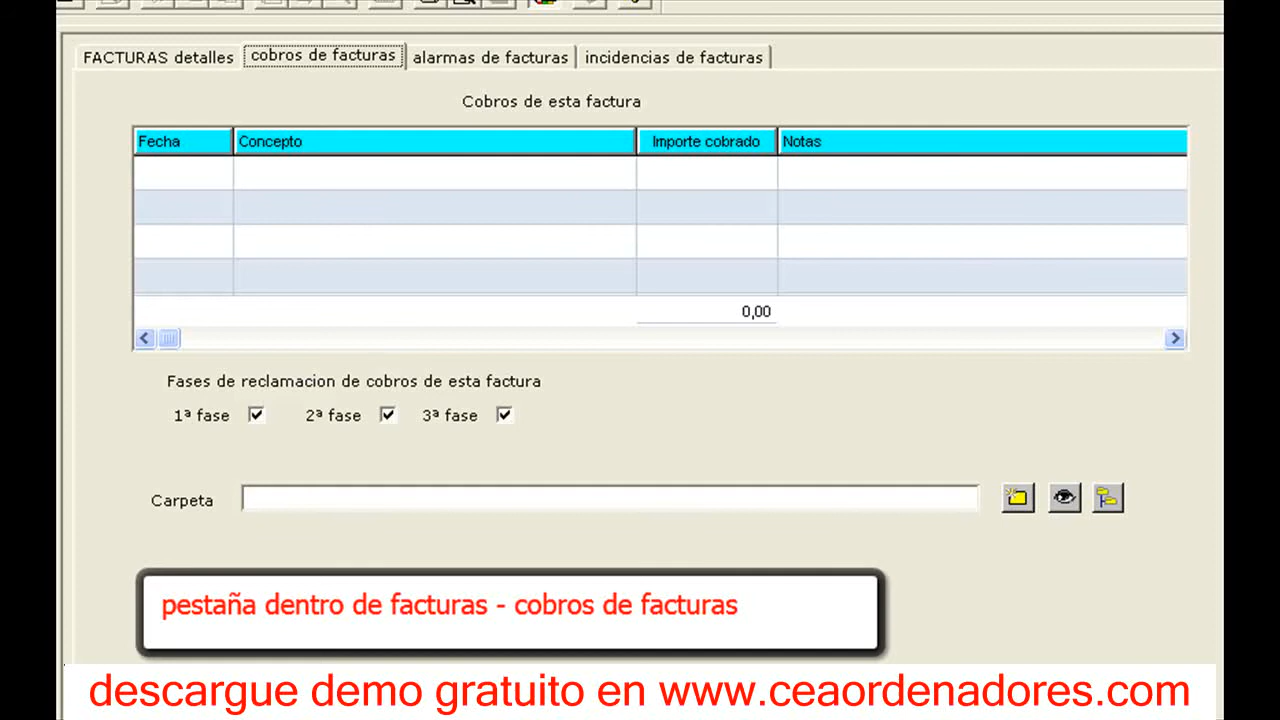 FACTURAS detalles cobros de facturas alarmas de facturas incidencias de facturas
Cobros de esta factura
Fecha Concepto Importe cobrado Notas
0,00
Fases de reclamacion de cobros de esta factura
1ª fase 2ª fase 3ª fase
Carpeta
pestaña dentro de facturas - cobros de facturas
descargue demo gratuito en www.ceaordenadores.com